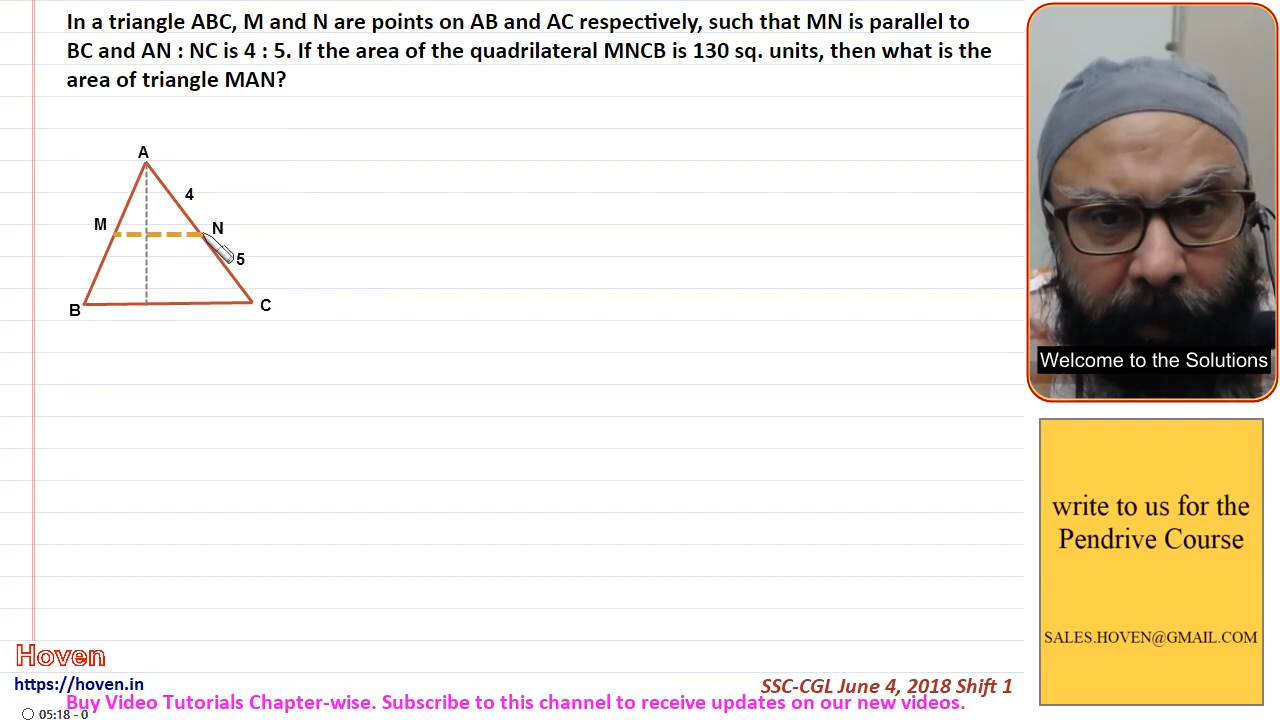 In a triangle ABC, M and N are points on AB and AC respectively, such that MN is parallel to
BC and AN : NC is 4 : 5. If the area of the quadrilateral MNCB is 130 sq. units, then what is the
area of triangle MAN?
A
4
M
N
5
B
C
Welcome to the Solutions
write to us for the
Pendrive Course
SALES.HOVEN@GMAIL.COM
Hoven
https://hoven.in
SSC-CGL June 4, 2018 Shift 1
Buy Video Tutorials Chapter-wise. Subscribe to this channel to receive updates on our new videos.
05:18 - 0